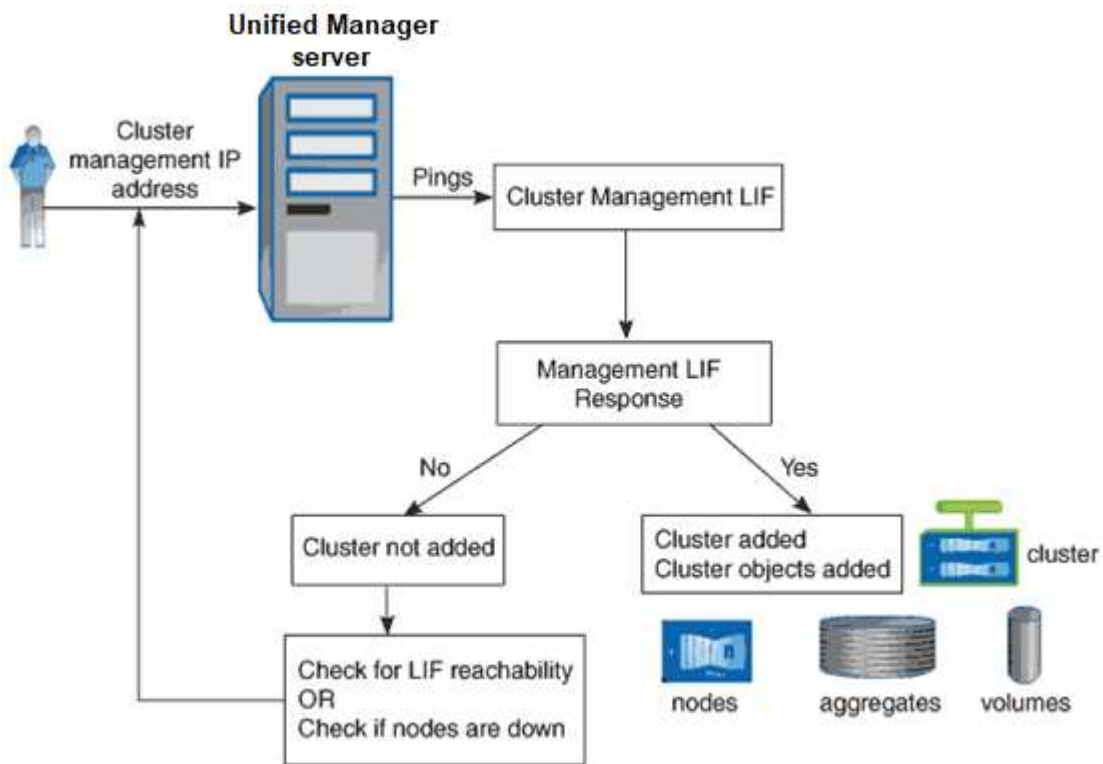 Unified Manager
server
Cluster
management IP
address
Pings
Cluster Management LIF
Management LIF
Response
No
Yes
Cluster not added
Cluster added
Cluster objects added
cluster
Check for LIF reachability
OR
Check if nodes are down
nodes
aggregates
volumes